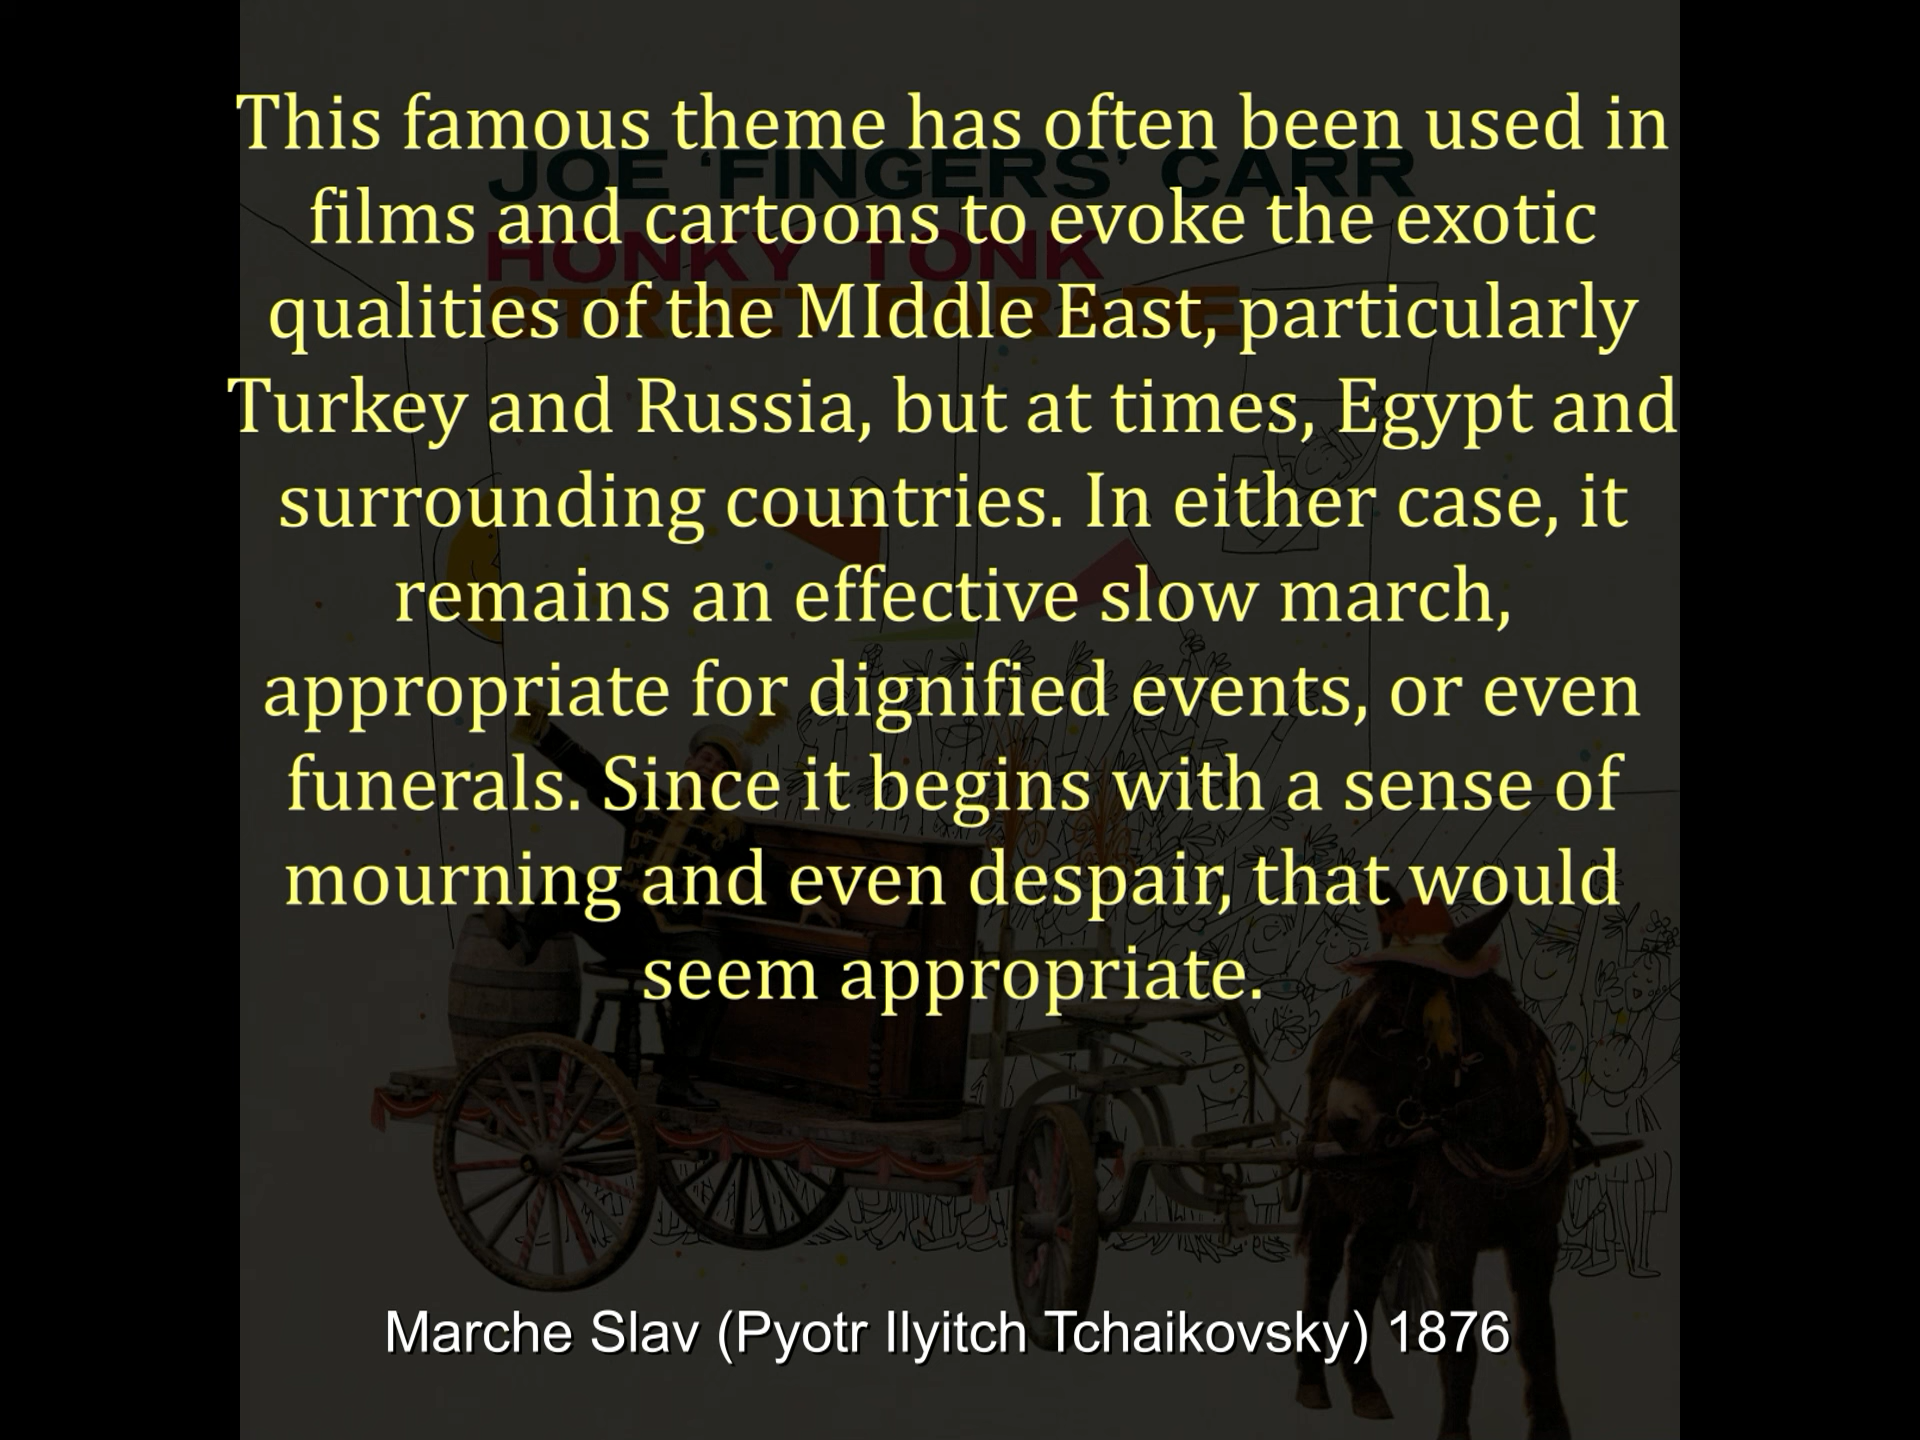 This famous theme has often been used in
films and cartoons to evoke the exotic
qualities of the MIddle East, particularly
Turkey and Russia, but at times, Egypt and
surrounding countries. In either case, it
remains an effective slow march,
appropriate for dignified events, or even
funerals. Since it begins with a sense of
mourning and even despair, that would
seem appropriate.
JOE 'FINGERS' CARR
HONKY TONK
STREET PARADE
Marche Slav (Pyotr Ilyitch Tchaikovsky) 1876